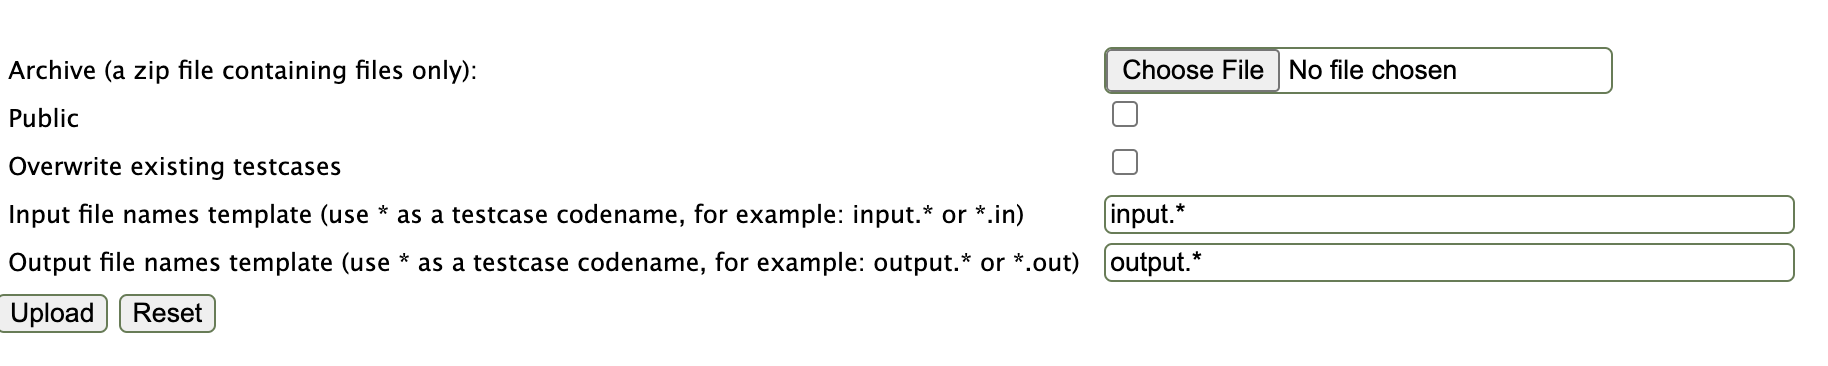 Archive (a zip file containing files only): Choose File No file chosen
Public
Overwrite existing testcases
Input file names template (use * as a testcase codename, for example: input.* or *.in) input.*
Output file names template (use * as a testcase codename, for example: output.* or *.out) output.*
Upload Reset